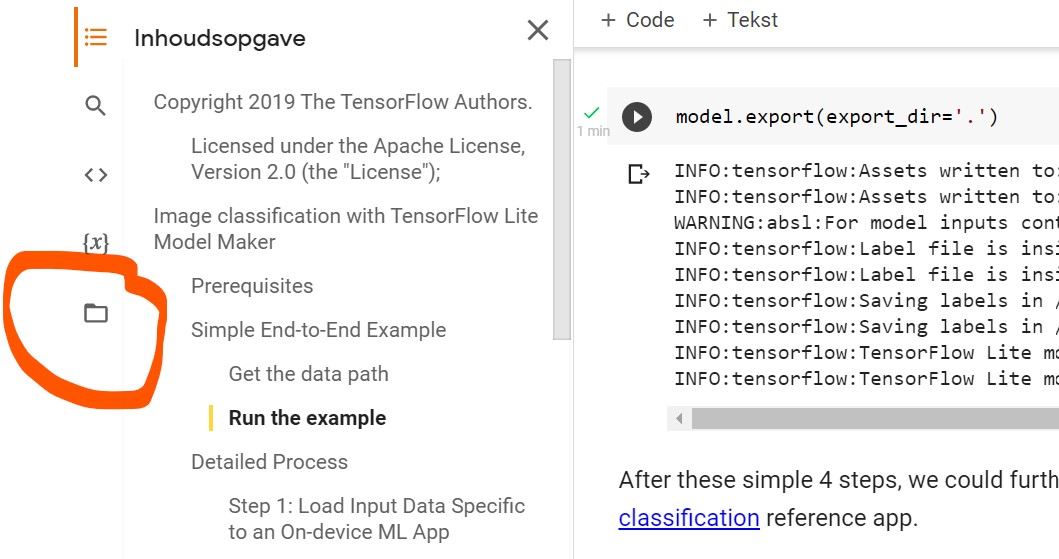 Inhoudsopgave
Copyright 2019 The TensorFlow Authors.
Licensed under the Apache License,
Version 2.0 (the "License");
Image classification with TensorFlow Lite
Model Maker
{x}
Prerequisites
Simple End-to-End Example
Get the data path
Run the example
Detailed Process
Step 1: Load Input Data Specific
to an On-device ML App
+ Code + Tekst
1 min
model.export(export_dir='.')
INFO:tensorflow:Assets written to:
INFO:tensorflow:Assets written to:
WARNING:absl:For model inputs cont
INFO:tensorflow:Label file is insi
INFO:tensorflow:Label file is insi
INFO:tensorflow:Saving labels in /
INFO:tensorflow:Saving labels in /
INFO:tensorflow:TensorFlow Lite mo
INFO:tensorflow:TensorFlow Lite mo
After these simple 4 steps, we could furth
classification reference app.